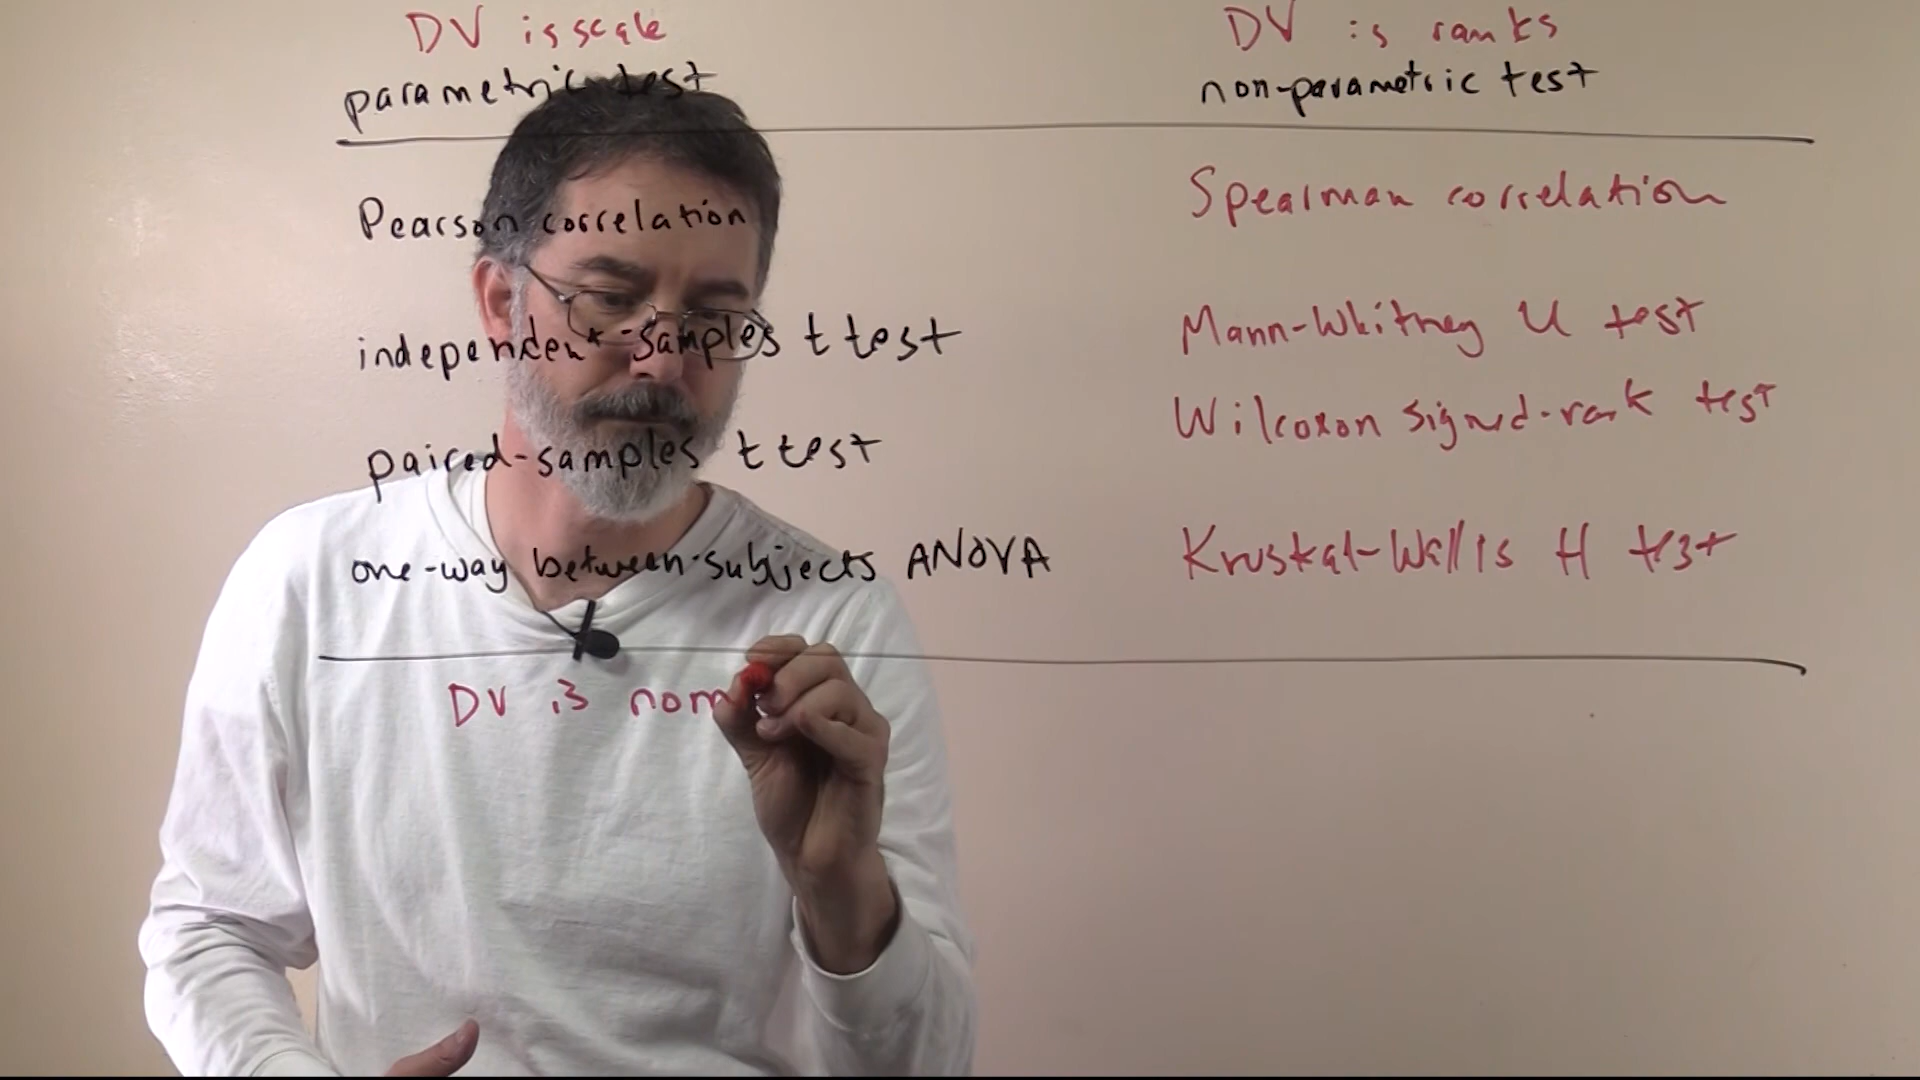 DV is scale
parametric test
DV is ranks
non-parametric test
Pearson correlation
Spearman correlation
independent-samples t test
Mann-Whitney U test
paired-samples t test
Wilcoxon signed-rank test
one-way between-subjects ANOVA
Kruskal-Wallis H test
DV is nom